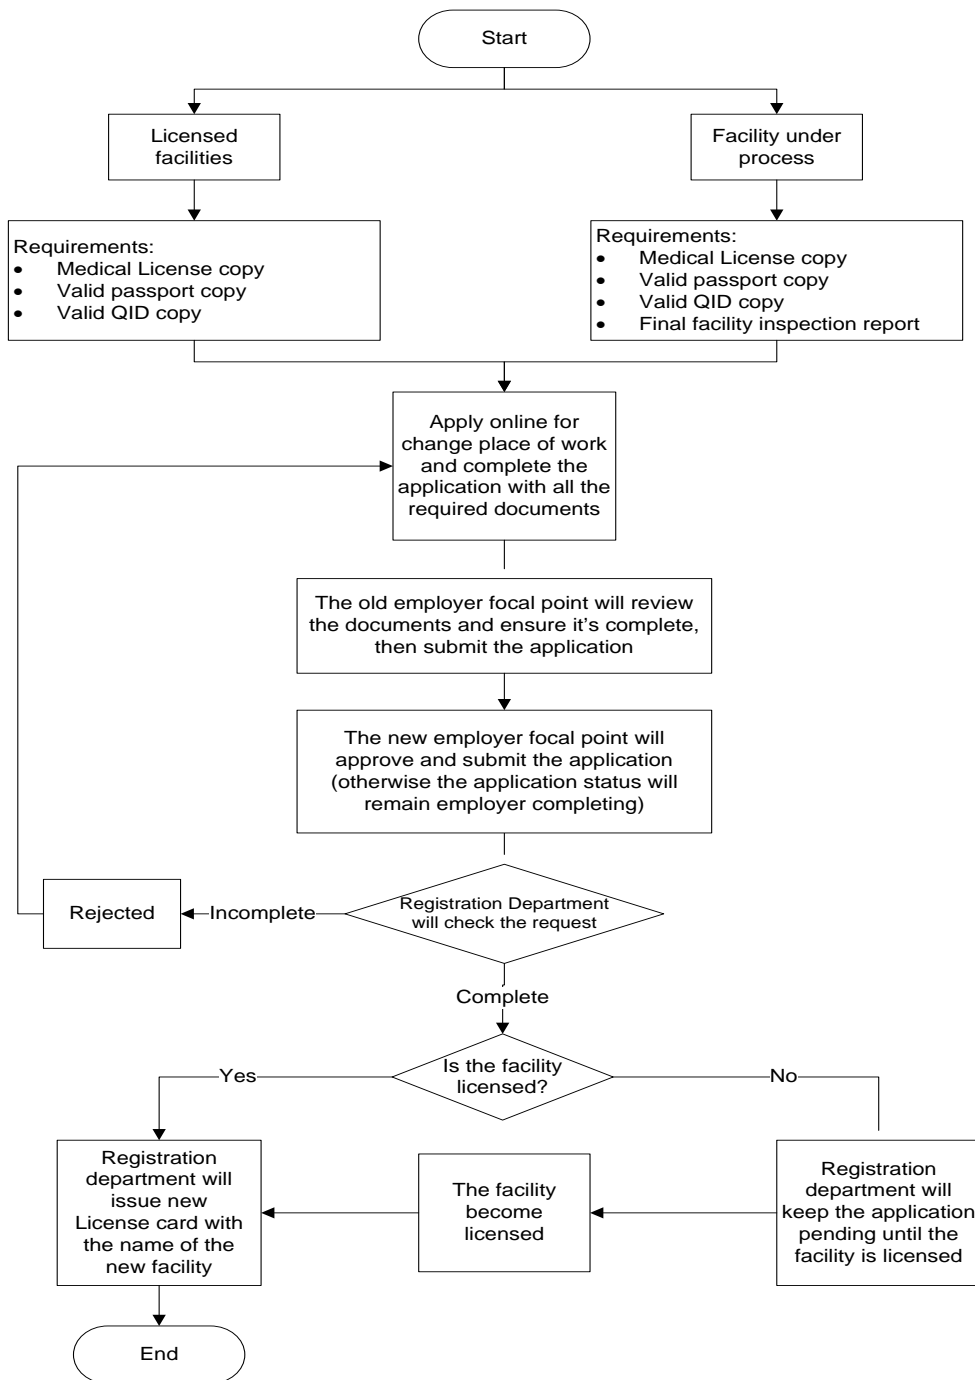 Start
Licensed
facilities
Facility under
process
Requirements:
• Medical License copy
• Valid passport copy
• Valid QID copy
Requirements:
• Medical License copy
• Valid passport copy
• Valid QID copy
• Final facility inspection report
Apply online for
change place of work
and complete the
application with all the
required documents
The old employer focal point will review
the documents and ensure it's complete,
then submit the application
The new employer focal point will
approve and submit the application
(otherwise the application status will
remain employer completing)
Registration Department
will check the request
Incomplete
Rejected
Complete
Is the facility
licensed?
Yes
No
Registration
department will
issue new
License card with
the name of the
new facility
The facility
become
licensed
Registration
department will
keep the application
pending until the
facility is licensed
End